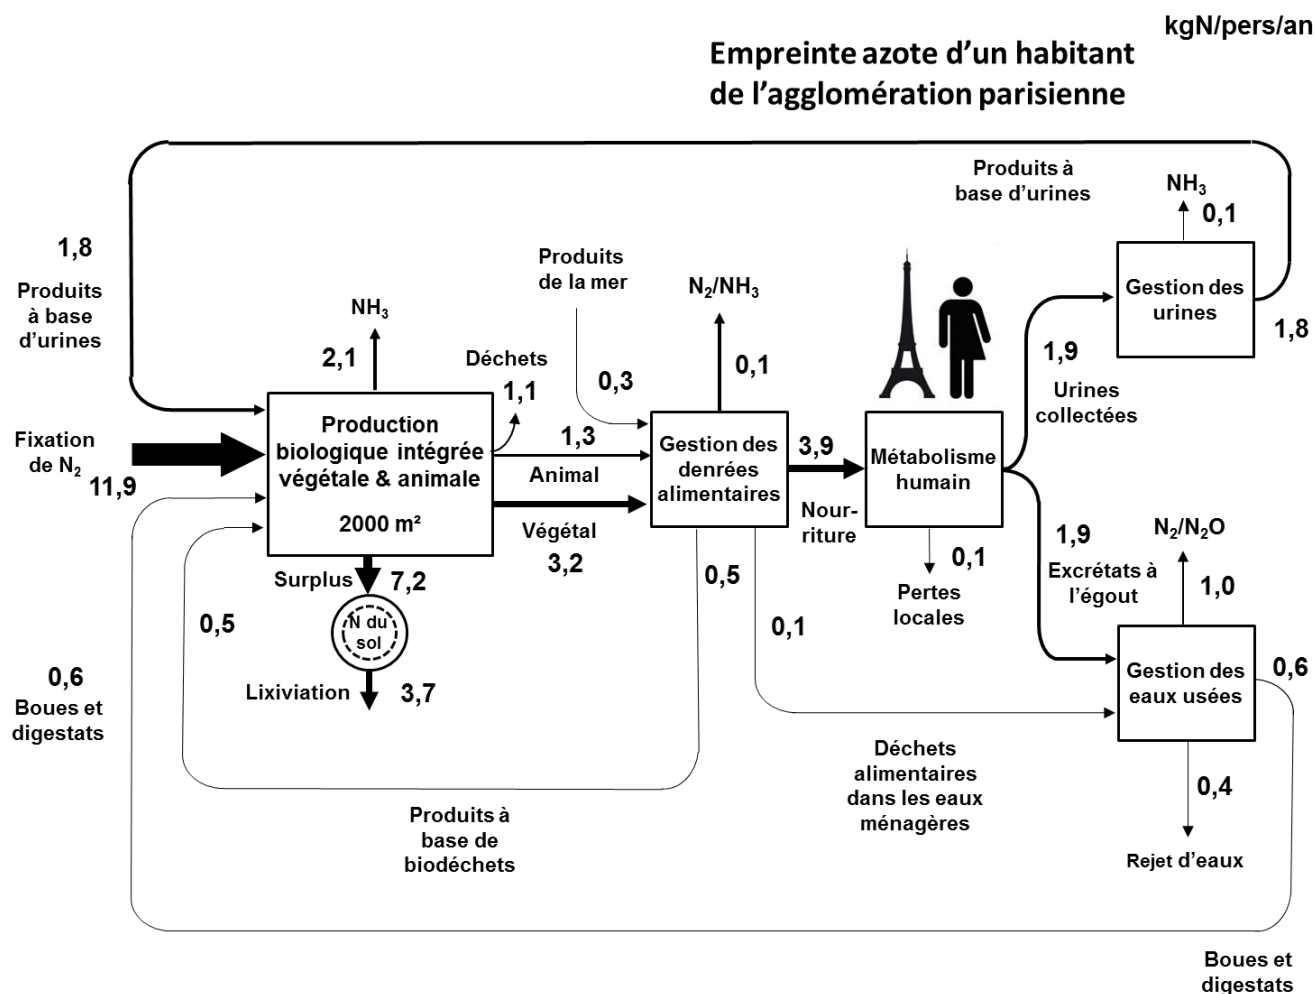 kgN/pers/an
Empreinte azote d’un habitant
de l’agglomération parisienne
Produits à
base d’urines
NH₃
0,1
Gestion des
urines
1,8
1,9
Urines
collectées
1,8
Produits
à base
d’urines
NH₃
2,1
Produits
de la mer
0,3
N₂/NH₃
0,1
Déchets
1,1
Fixation
de N₂
11,9
Production
biologique intégrée
végétale & animale
2000 m²
1,3
Animal
Végétal
3,2
Gestion des
denrées
alimentaires
3,9
Nour-
riture
Métabolisme
humain
0,1
Pertes
locales
1,9
Excrétats à
l’égout
N₂/N₂O
1,0
Surplus
7,2
N du
sol
Lixiviation
3,7
0,5
0,5
0,1
0,6
Boues et
digestats
Gestion des
eaux usées
0,6
0,4
Rejet d’eaux
Déchets
alimentaires
dans les eaux
ménagères
Produits à
base de
biodéchets
Boues et
digestats